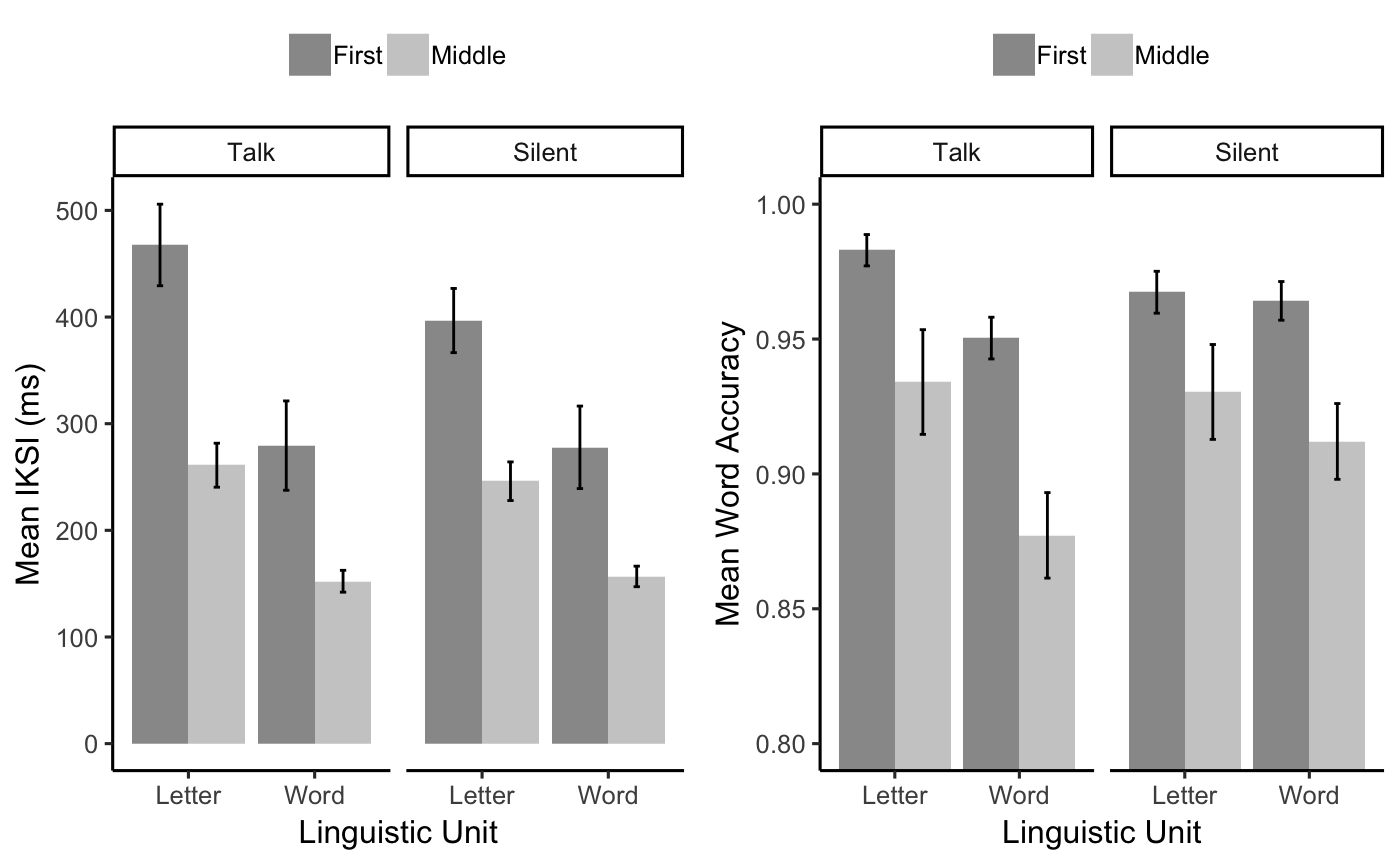 First Middle
Talk Silent
Mean IKSI (ms)
500
400
300
200
100
0
Letter Word Letter Word
Linguistic Unit
First Middle
Talk Silent
Mean Word Accuracy
1.00
0.95
0.90
0.85
0.80
Letter Word Letter Word
Linguistic Unit